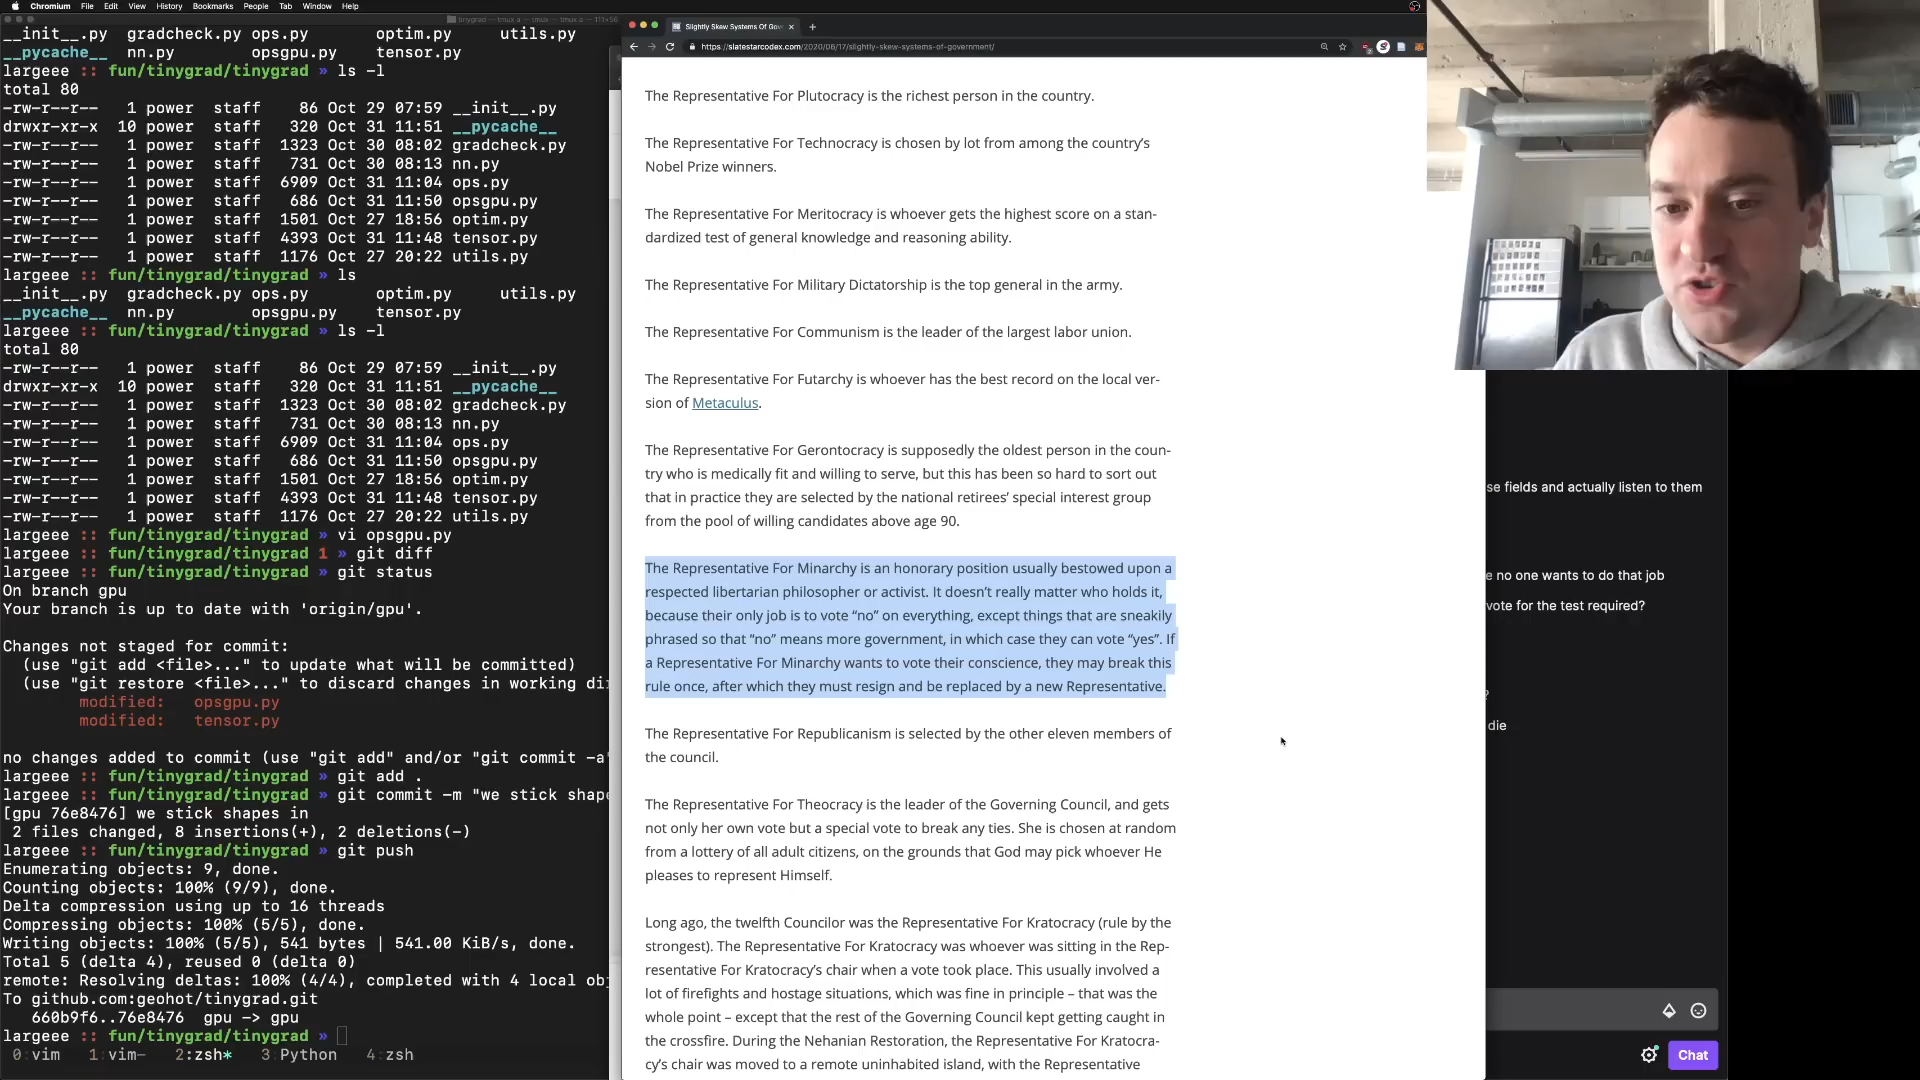 Chromium File Edit View History Bookmarks People Tab Window Help
tinygrad — tmux a — tmux — tmux a — 111×56
__init__.py gradcheck.py ops.py optim.py utils.py
__pycache__ nn.py opsgpu.py tensor.py
largeee :: fun/tinygrad/tinygrad » ls -l
total 80
-rw-r--r-- 1 power staff 86 Oct 29 07:59 __init__.py
drwxr-xr-x 10 power staff 320 Oct 31 11:51 __pycache__
-rw-r--r-- 1 power staff 1323 Oct 30 08:02 gradcheck.py
-rw-r--r-- 1 power staff 731 Oct 30 08:13 nn.py
-rw-r--r-- 1 power staff 6909 Oct 31 11:04 ops.py
-rw-r--r-- 1 power staff 686 Oct 31 11:50 opsgpu.py
-rw-r--r-- 1 power staff 1501 Oct 27 18:56 optim.py
-rw-r--r-- 1 power staff 4393 Oct 31 11:48 tensor.py
-rw-r--r-- 1 power staff 1176 Oct 27 20:22 utils.py
largeee :: fun/tinygrad/tinygrad » ls
__init__.py gradcheck.py ops.py optim.py utils.py
__pycache__ nn.py opsgpu.py tensor.py
largeee :: fun/tinygrad/tinygrad » ls -l
total 80
-rw-r--r-- 1 power staff 86 Oct 29 07:59 __init__.py
drwxr-xr-x 10 power staff 320 Oct 31 11:51 __pycache__
-rw-r--r-- 1 power staff 1323 Oct 30 08:02 gradcheck.py
-rw-r--r-- 1 power staff 731 Oct 30 08:13 nn.py
-rw-r--r-- 1 power staff 6909 Oct 31 11:04 ops.py
-rw-r--r-- 1 power staff 686 Oct 31 11:50 opsgpu.py
-rw-r--r-- 1 power staff 1501 Oct 27 18:56 optim.py
-rw-r--r-- 1 power staff 4393 Oct 31 11:48 tensor.py
-rw-r--r-- 1 power staff 1176 Oct 27 20:22 utils.py
largeee :: fun/tinygrad/tinygrad » vi opsgpu.py
largeee :: fun/tinygrad/tinygrad 1 » git diff
largeee :: fun/tinygrad/tinygrad » git status
On branch gpu
Your branch is up to date with 'origin/gpu'.
Changes not staged for commit:
(use "git add <file>..." to update what will be committed)
(use "git restore <file>..." to discard changes in working di
modified: opsgpu.py
modified: tensor.py
no changes added to commit (use "git add" and/or "git commit -a"
largeee :: fun/tinygrad/tinygrad » git add .
largeee :: fun/tinygrad/tinygrad » git commit -m "we stick shape
[gpu 76e8476] we stick shapes in
2 files changed, 8 insertions(+), 2 deletions(-)
largeee :: fun/tinygrad/tinygrad » git push
Enumerating objects: 9, done.
Counting objects: 100% (9/9), done.
Delta compression using up to 16 threads
Compressing objects: 100% (5/5), done.
Writing objects: 100% (5/5), 541 bytes | 541.00 KiB/s, done.
Total 5 (delta 4), reused 0 (delta 0)
remote: Resolving deltas: 100% (4/4), completed with 4 local obj
To github.com:geohot/tinygrad.git
660b9f6..76e8476 gpu -> gpu
largeee :: fun/tinygrad/tinygrad »
0 vim 1 vim- 2:zsh* 3 Python 4 zsh
Slightly Skew Systems Of Gov
https://slatestarcodex.com/2020/06/17/slightly-skew-systems-of-government/
The Representative For Plutocracy is the richest person in the country.
The Representative For Technocracy is chosen by lot from among the country’s
Nobel Prize winners.
The Representative For Meritocracy is whoever gets the highest score on a stan-
dardized test of general knowledge and reasoning ability.
The Representative For Military Dictatorship is the top general in the army.
The Representative For Communism is the leader of the largest labor union.
The Representative For Futarchy is whoever has the best record on the local ver-
sion of Metaculus.
The Representative For Gerontocracy is supposedly the oldest person in the coun-
try who is medically fit and willing to serve, but this has been so hard to sort out
that in practice they are selected by the national retirees’ special interest group
from the pool of willing candidates above age 90.
The Representative For Minarchy is an honorary position usually bestowed upon a
respected libertarian philosopher or activist. It doesn’t really matter who holds it,
because their only job is to vote “no” on everything, except things that are sneakily
phrased so that “no” means more government, in which case they can vote “yes”. If
a Representative For Minarchy wants to vote their conscience, they may break this
rule once, after which they must resign and be replaced by a new Representative.
The Representative For Republicanism is selected by the other eleven members of
the council.
The Representative For Theocracy is the leader of the Governing Council, and gets
not only her own vote but a special vote to break any ties. She is chosen at random
from a lottery of all adult citizens, on the grounds that God may pick whoever He
pleases to represent Himself.
Long ago, the twelfth Councilor was the Representative For Kratocracy (rule by the
strongest). The Representative For Kratocracy was whoever was sitting in the Rep-
resentative For Kratocracy’s chair when a vote took place. This usually involved a
lot of firefights and hostage situations, which was fine in principle – that was the
whole point – except that the rest of the Governing Council kept getting caught in
the crossfire. During the Nehanian Restoration, the Representative For Kratocra-
cy’s chair was moved to a remote uninhabited island, with the Representative
se fields and actually listen to them
e no one wants to do that job
vote for the test required?
?
die
Chat